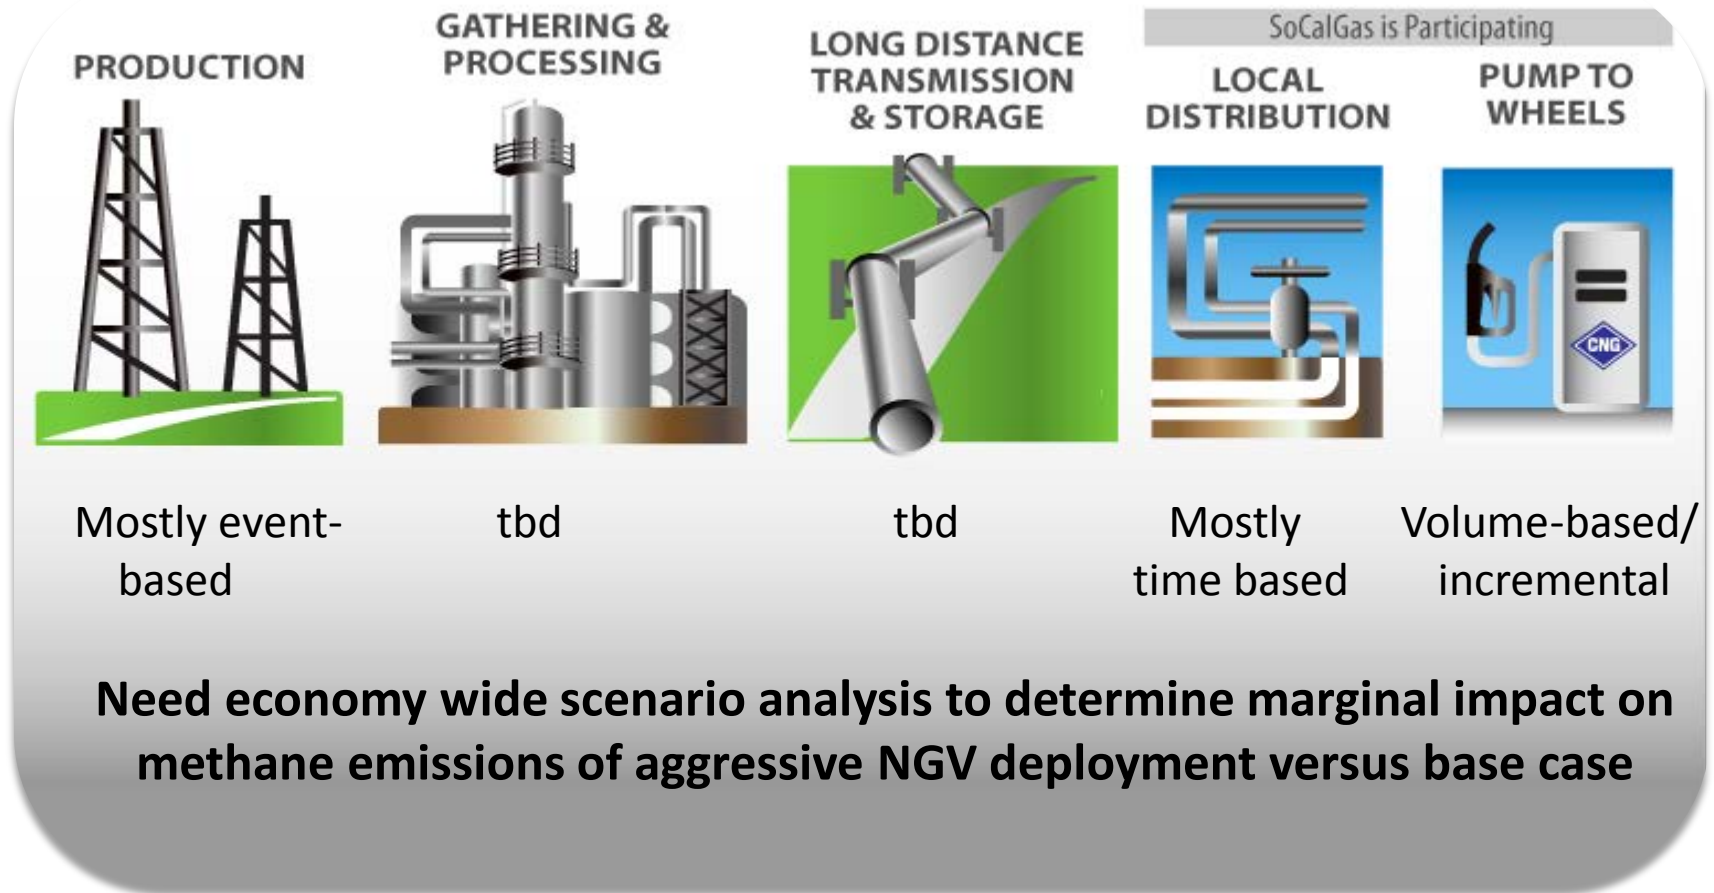 SoCalGas is Participating
PRODUCTION
GATHERING &
PROCESSING
LONG DISTANCE
TRANSMISSION
& STORAGE
LOCAL
DISTRIBUTION
PUMP TO
WHEELS
CNG
Mostly event-
based
tbd
tbd
Mostly
time based
Volume-based/
incremental
Need economy wide scenario analysis to determine marginal impact on
methane emissions of aggressive NGV deployment versus base case